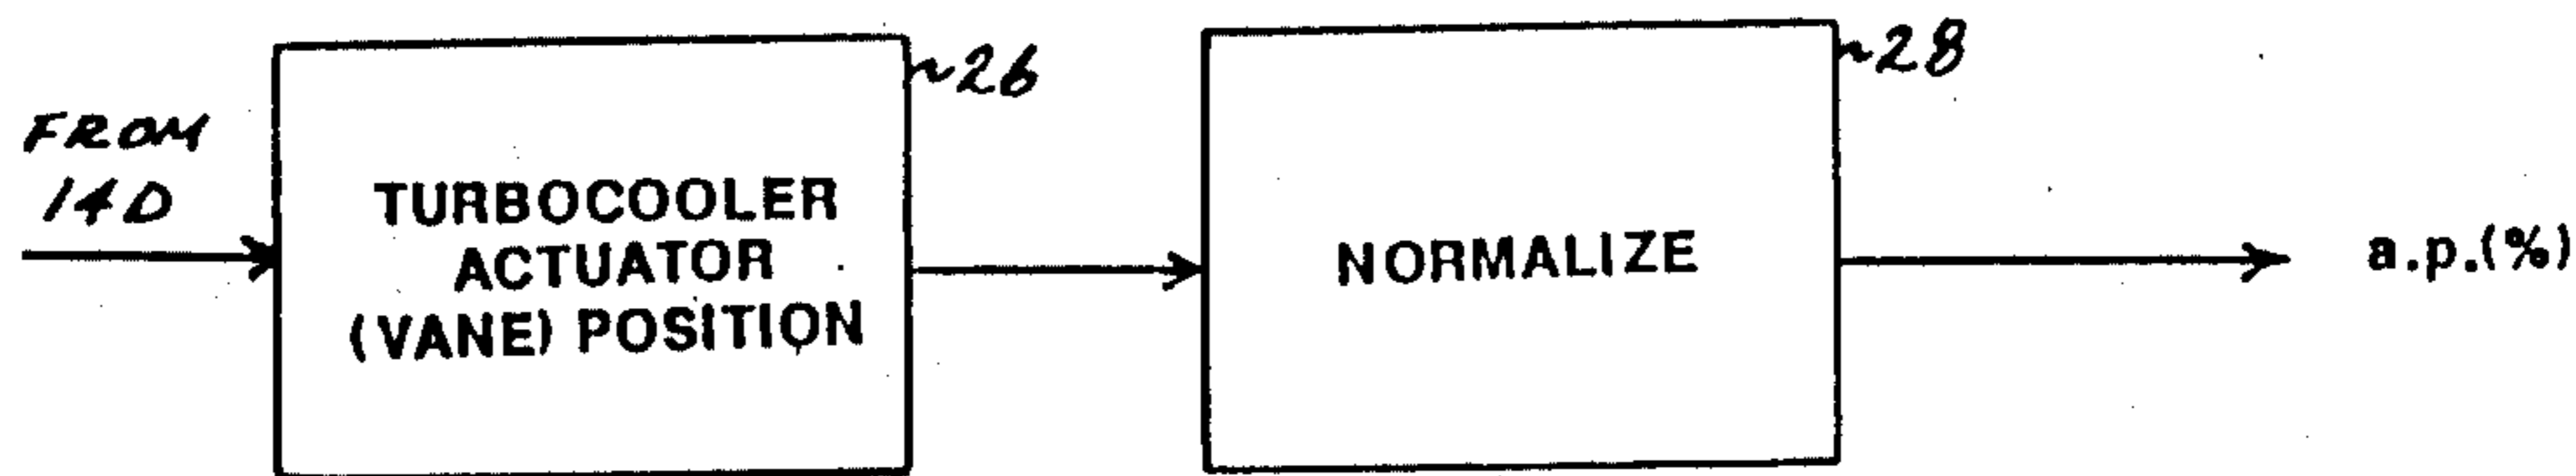 FROM
14D
TURBOCOOLER
ACTUATOR
(VANE) POSITION
~26
NORMALIZE
~28
a.p.(%)